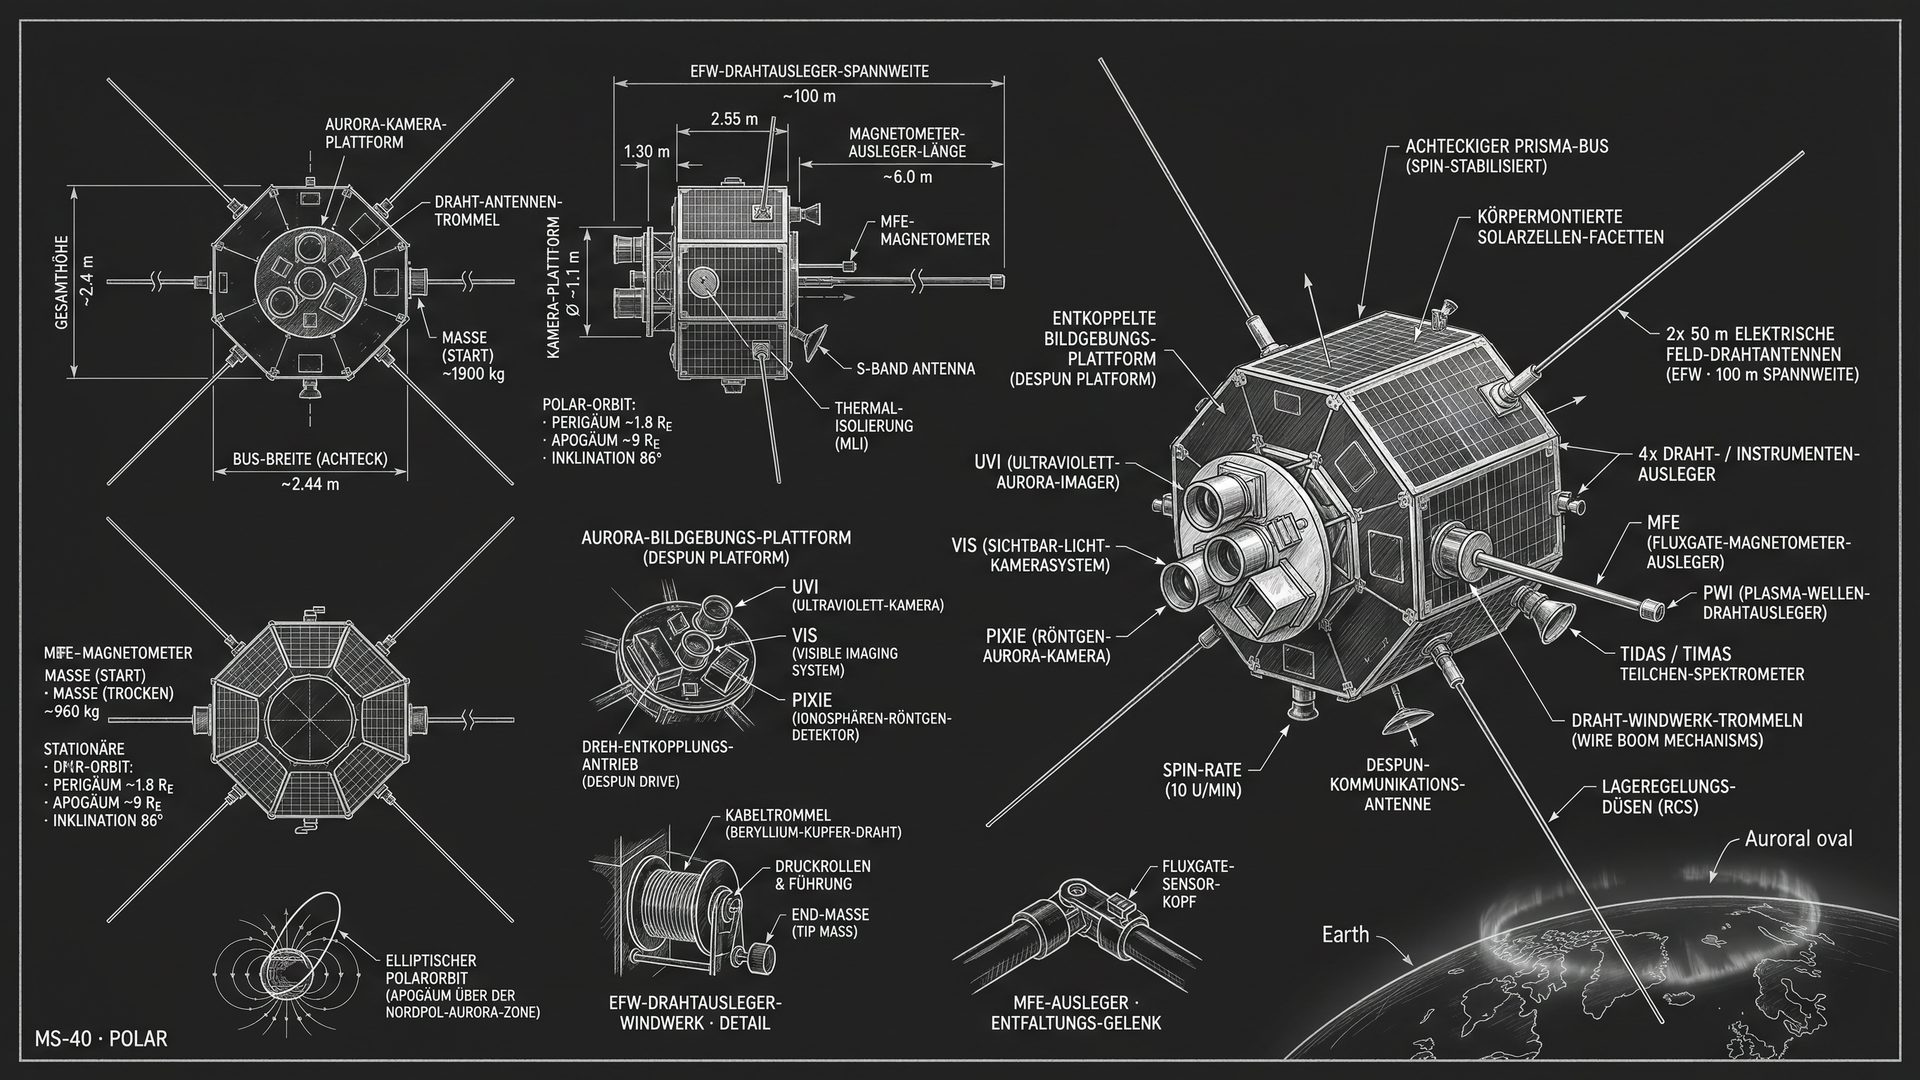 AURORA-KAMERA-
PLATTFORM
DRAHT-ANTENNEN-
TROMMEL
GESAMTHÖHE
~2.4 m
MASSE
(START)
~1900 kg
BUS-BREITE (ACHTECK)
~2.44 m
EFW-DRAHTAUSLEGER-SPANNWEITE
~100 m
2.55 m
1.30 m
MAGNETOMETER-
AUSLEGER-LÄNGE
~6.0 m
MFE-
MAGNETOMETER
KAMERA-PLATTFORM
Ø ~1.1 m
S-BAND ANTENNA
THERMAL-
ISOLIERUNG
(MLI)
POLAR-ORBIT:
· PERIGÄUM ~1.8 RE
· APOGÄUM ~9 RE
· INKLINATION 86°
ACHTECKIGER PRISMA-BUS
(SPIN-STABILISIERT)
KÖRPERMONTIERTE
SOLARZELLEN-FACETTEN
ENTKOPPELTE
BILDGEBUNGS-
PLATTFORM
(DESPUN PLATFORM)
2x 50 m ELEKTRISCHE
FELD-DRAHTANTENNEN
(EFW · 100 m SPANNWEITE)
UVI (ULTRAVIOLETT-
AURORA-IMAGER)
4x DRAHT- / INSTRUMENTEN-
AUSLEGER
VIS (SICHTBAR-LICHT-
KAMERASYSTEM)
MFE
(FLUXGATE-MAGNETOMETER-
AUSLEGER)
PWI (PLASMA-WELLEN-
DRAHTAUSLEGER)
PIXIE (RÖNTGEN-
AURORA-KAMERA)
TIDAS / TIMAS
TEILCHEN-SPEKTROMETER
DRAHT-WINDWERK-TROMMELN
(WIRE BOOM MECHANISMS)
SPIN-RATE
(10 U/MIN)
DESPUN-
KOMMUNIKATIONS-
ANTENNE
LAGEREGELUNGS-
DÜSEN (RCS)
-MAGNETOMETER
MASSE (START)
· MASSE (TROCKEN)
~960 kg
STATIONÄRE
-ORBIT:
· PERIGÄUM ~1.8 RE
· APOGÄUM ~9 RE
· INKLINATION 86°
AURORA-BILDGEBUNGS-PLATTFORM
(DESPUN PLATFORM)
UVI
(ULTRAVIOLETT-KAMERA)
VIS
(VISIBLE IMAGING
SYSTEM)
PIXIE
(IONOSPHÄREN-RÖNTGEN-
DETEKTOR)
DREH-ENTKOPPLUNGS-
ANTRIEB
(DESPUN DRIVE)
KABELTROMMEL
(BERYLLIUM-KUPFER-DRAHT)
DRUCKROLLEN
& FÜHRUNG
END-MASSE
(TIP MASS)
EFW-DRAHTAUSLEGER-
WINDWERK · DETAIL
FLUXGATE-
SENSOR-
KOPF
MFE-AUSLEGER ·
ENTFALTUNGS-GELENK
Auroral oval
Earth
ELLIPTISCHER
POLARORBIT
(APOGÄUM ÜBER DER
NORDPOL-AURORA-ZONE)
MS-40 · POLAR